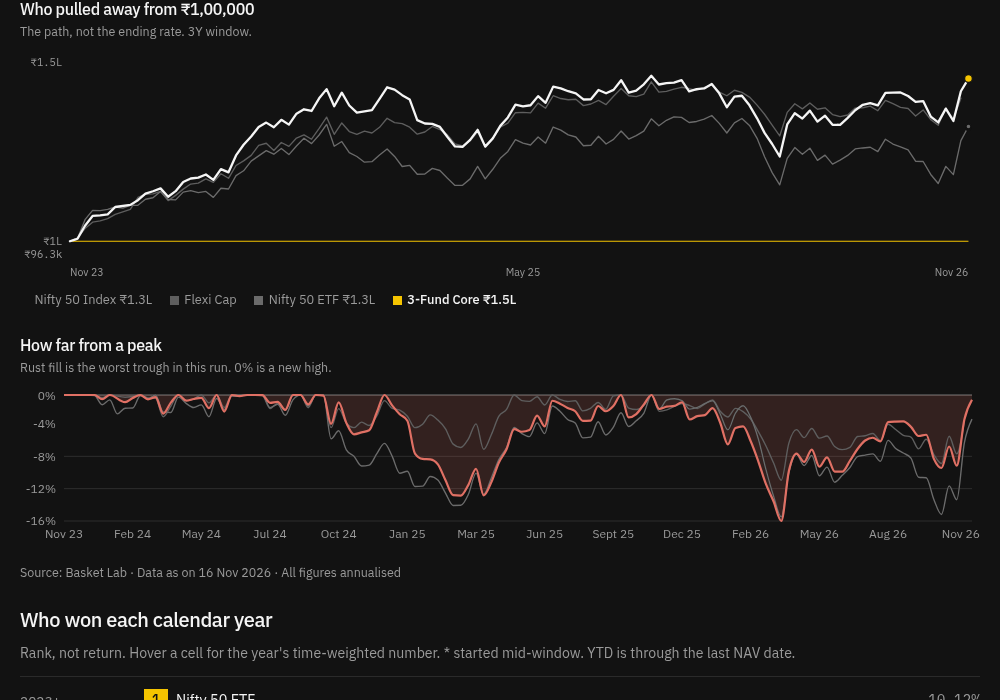 Who pulled away from ₹1,00,000
The path, not the ending rate. 3Y window.
₹1.5L
₹1L
₹96.3k
Nov 23 May 25 Nov 26
Nifty 50 Index ₹1.3L Flexi Cap Nifty 50 ETF ₹1.3L 3-Fund Core ₹1.5L
How far from a peak
Rust fill is the worst trough in this run. 0% is a new high.
0%
-4%
-8%
-12%
-16%
Nov 23 Feb 24 May 24 Jul 24 Oct 24 Jan 25 Mar 25 Jun 25 Sept 25 Dec 25 Feb 26 May 26 Aug 26 Nov 26
Source: Basket Lab · Data as on 16 Nov 2026 · All figures annualised
Who won each calendar year
Rank, not return. Hover a cell for the year's time-weighted number. * started mid-window. YTD is through the last NAV date.
1 Nifty 50 ETF 10.12%